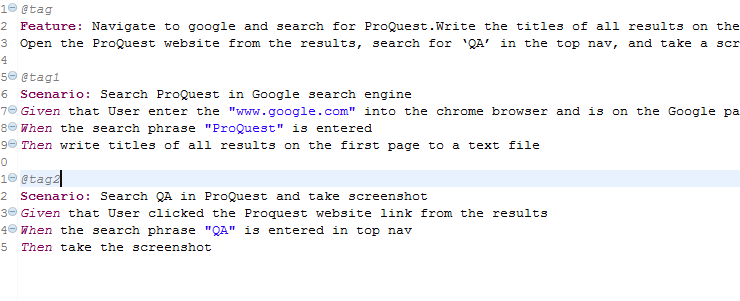 1 @tag
2 Feature: Navigate to google and search for ProQuest.Write the titles of all results on the
3 Open the ProQuest website from the results, search for ‘QA’ in the top nav, and take a scr
4
5 @tag1
6 Scenario: Search ProQuest in Google search engine
7 Given that User enter the "www.google.com" into the chrome browser and is on the Google pa
8 When the search phrase "ProQuest" is entered
9 Then write titles of all results on the first page to a text file
0
1 @tag2
2 Scenario: Search QA in ProQuest and take screenshot
3 Given that User clicked the Proquest website link from the results
4 When the search phrase "QA" is entered in top nav
5 Then take the screenshot